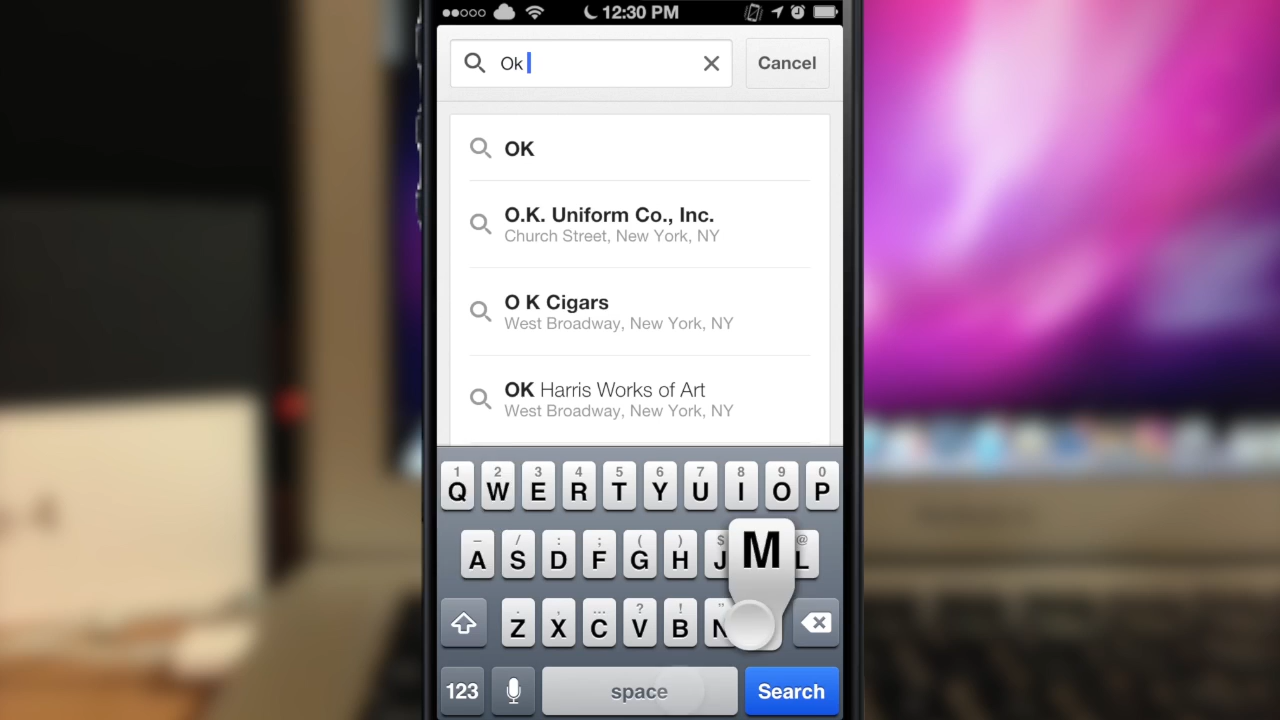 12:30 PM
Ok
Cancel
OK
O.K. Uniform Co., Inc.
Church Street, New York, NY
O K Cigars
West Broadway, New York, NY
OK Harris Works of Art
West Broadway, New York, NY
1 2 3 4 5 6 7 8 9 0
Q W E R T Y U I O P
– / : ; ( ) $ @
A S D F G H J M L
. , ... ? ! "
Z X C V B N
123 space Search